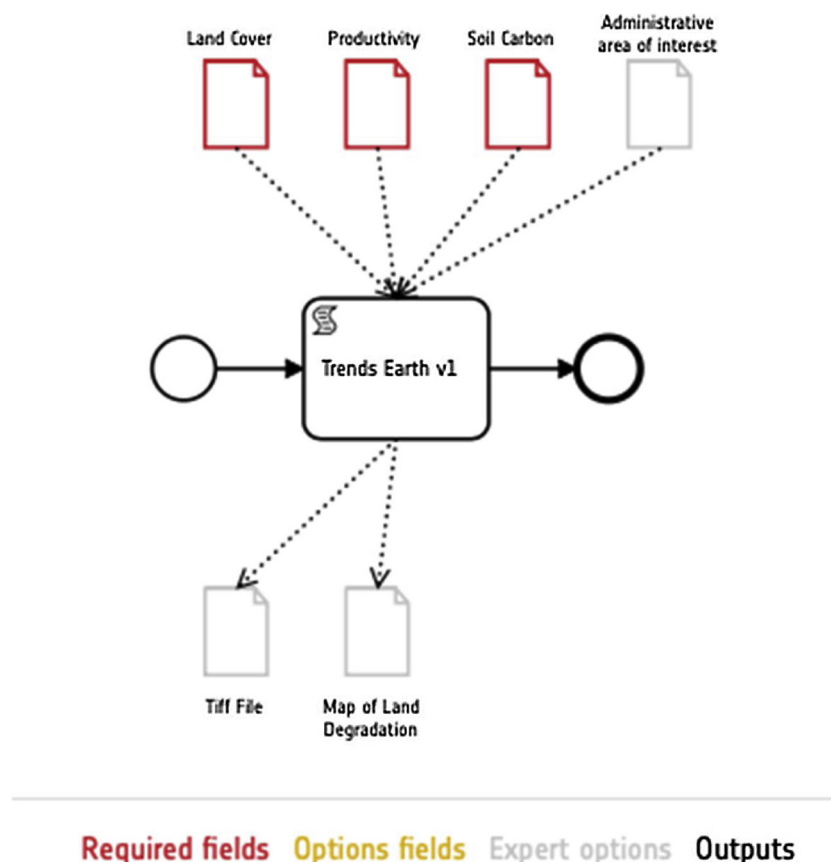 Land Cover
Productivity
Soil Carbon
Administrative
area of interest
Trends Earth v1
Tiff File
Map of Land
Degradation
Required fields Options fields Expert options Outputs